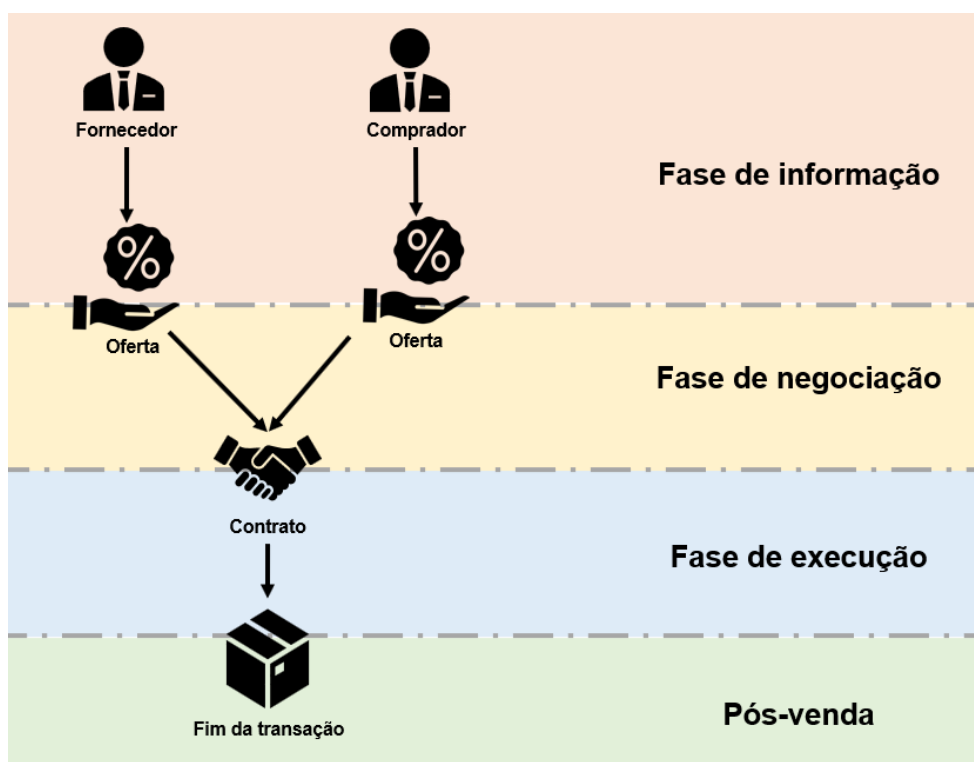 Fornecedor
Comprador
Fase de informação
Oferta
Oferta
Fase de negociação
Contrato
Fase de execução
Fim da transação
Pós-venda